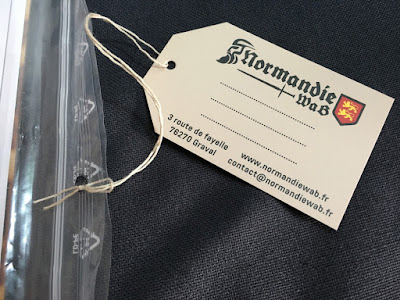 Normandie
WaB
3 route de fayelle
76270 Graval
www.normandiewab.fr
contact@normandiewab.fr